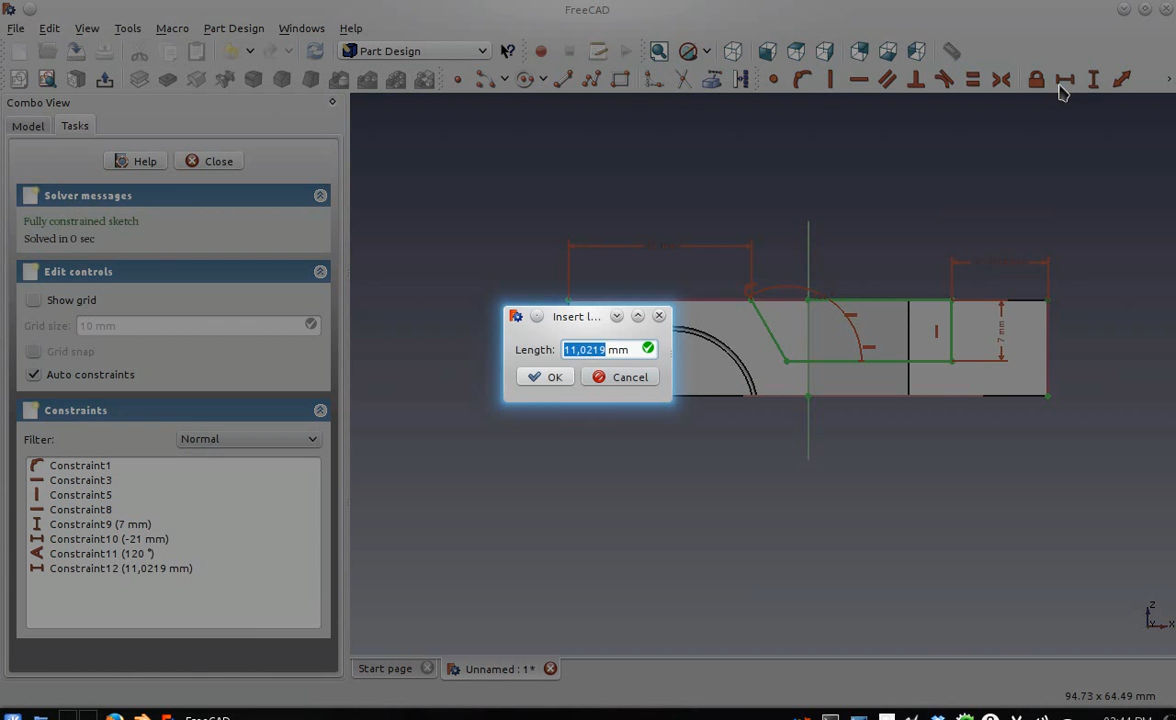 FreeCAD
File Edit View Tools Macro Part Design Windows Help
Part Design
Combo View
Model Tasks
Help Close
Solver messages
Fully constrained sketch
Solved in 0 sec
Edit controls
Show grid
Grid size: 10 mm
Grid snap
Auto constraints
Constraints
Filter: Normal
Constraint1
Constraint3
Constraint5
Constraint8
Constraint9 (7 mm)
Constraint10 (-21 mm)
Constraint11 (120 °)
Constraint12 (11,0219 mm)
Insert l...
Length: 11,0219 mm
OK Cancel
7 mm
Z
Y X
Start page Unnamed : 1*
94.73 x 64.49 mm
FreeCAD